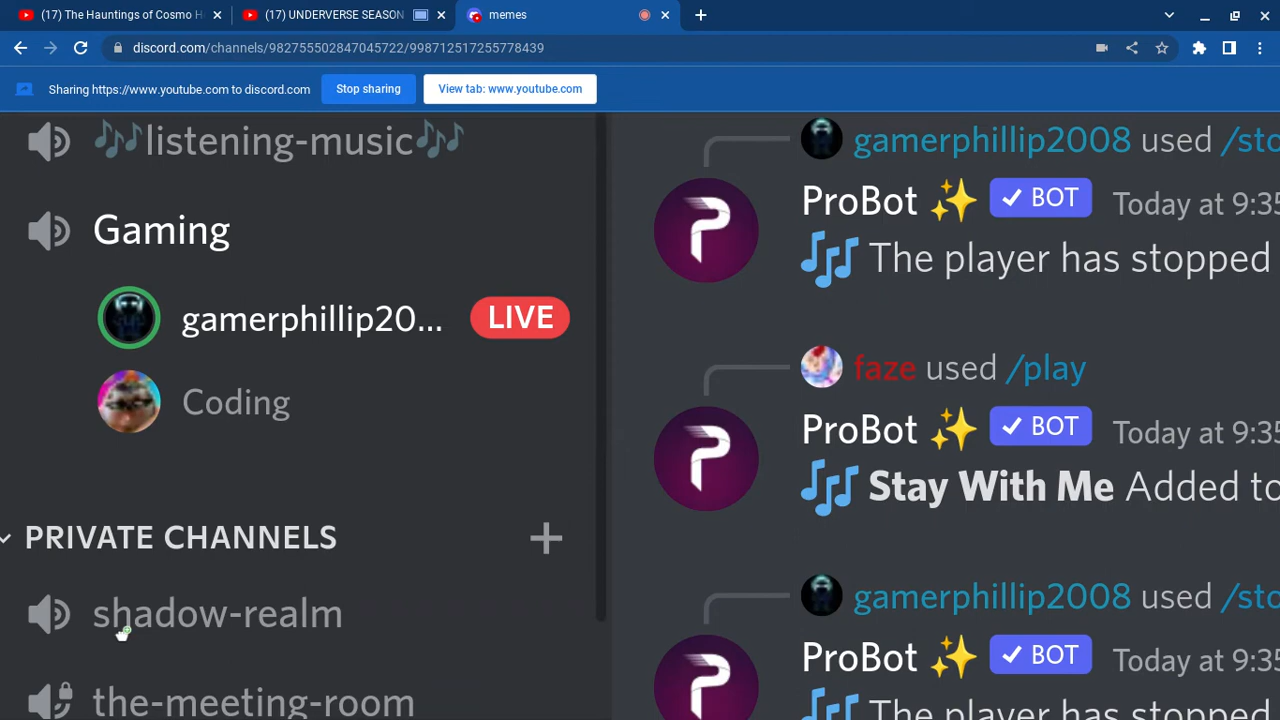 (17) The Hauntings of Cosmo H
(17) UNDERVERSE SEASON
memes
discord.com/channels/982755502847045722/998712517255778439
Sharing https://www.youtube.com to discord.com
Stop sharing
View tab: www.youtube.com
🎶listening-music🎶
Gaming
gamerphillip20...
LIVE
Coding
PRIVATE CHANNELS
shadow-realm
the-meeting-room
gamerphillip2008 used /sto
ProBot ✨ ✓ BOT Today at 9:35
🎶 The player has stopped
faze used /play
ProBot ✨ ✓ BOT Today at 9:35
🎶 Stay With Me Added to
gamerphillip2008 used /sto
ProBot ✨ ✓ BOT Today at 9:35
🎶 The player has stopped